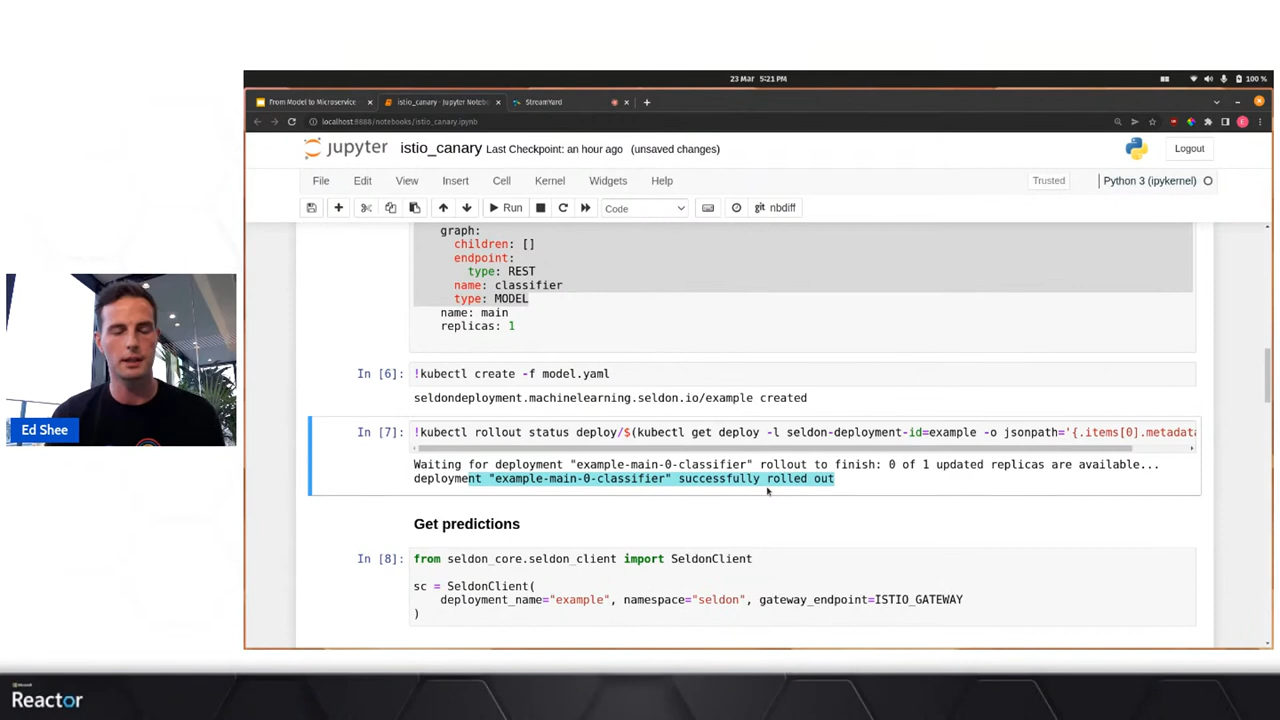 23 Mar 5:21 PM
100 %
From Model to Microservice
istio_canary - Jupyter Notebo
StreamYard
localhost:8888/notebooks/istio_canary.ipynb
jupyter
istio_canary Last Checkpoint: an hour ago (unsaved changes)
Logout
File Edit View Insert Cell Kernel Widgets Help
Trusted
Python 3 (ipykernel)
Run
Code
git nbdiff
graph:
children: []
endpoint:
type: REST
name: classifier
type: MODEL
name: main
replicas: 1
In [6]: !kubectl create -f model.yaml
seldondeployment.machinelearning.seldon.io/example created
In [7]: !kubectl rollout status deploy/$(kubectl get deploy -l seldon-deployment-id=example -o jsonpath='{.items[0].metadata
Waiting for deployment "example-main-0-classifier" rollout to finish: 0 of 1 updated replicas are available...
deployment "example-main-0-classifier" successfully rolled out
Get predictions
In [8]: from seldon_core.seldon_client import SeldonClient
sc = SeldonClient(
deployment_name="example", namespace="seldon", gateway_endpoint=ISTIO_GATEWAY
)
Ed Shee
Microsoft
Reactor